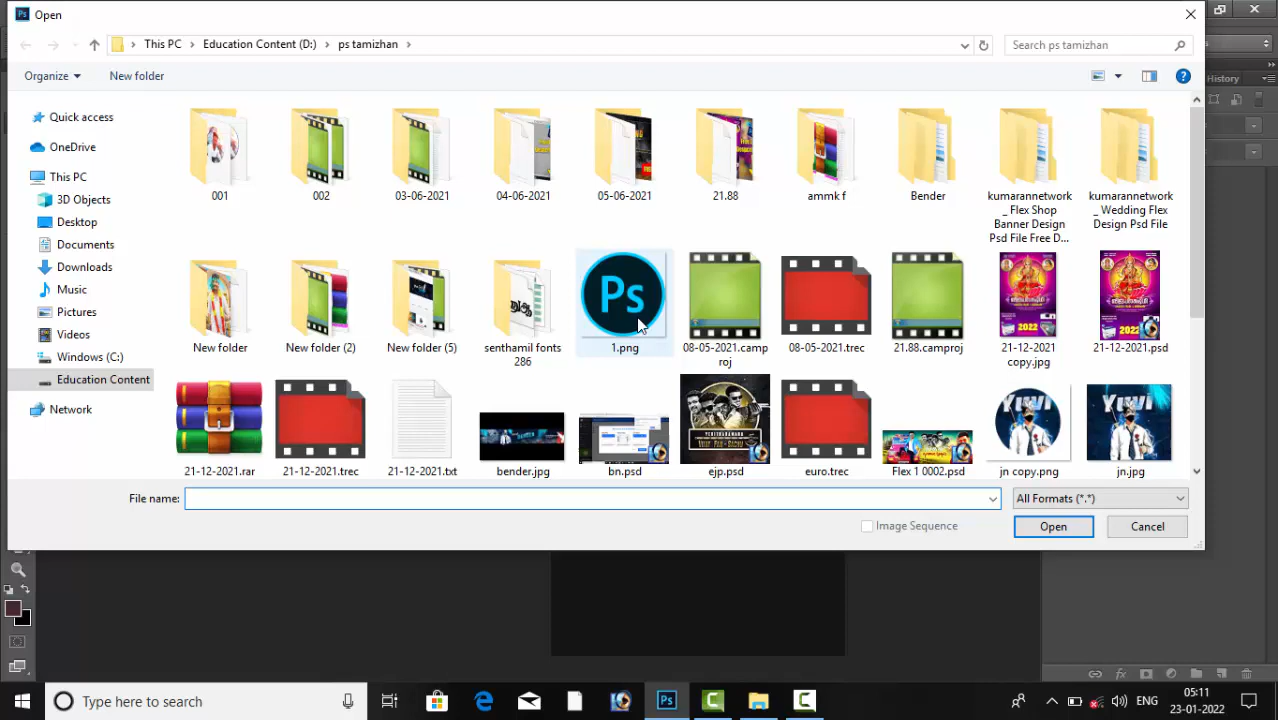 Open
This PC
Education Content (D:)
ps tamizhan
Search ps tamizhan
History
Organize
New folder
Quick access
OneDrive
This PC
3D Objects
Desktop
Documents
Downloads
Music
Pictures
Videos
Windows (C:)
Education Content
Network
001
002
03-06-2021
04-06-2021
05-06-2021
21.88
ammk f
Bender
kumarannetwork
_ Flex Shop
Banner Design
Psd File Free D...
kumarannetwork
_ Wedding Flex
Design Psd File
New folder
New folder (2)
New folder (5)
senthamil fonts
286
Ps
1.png
08-05-2021.camp
roj
08-05-2021.trec
21.88.camproj
2022
21-12-2021
copy.jpg
2022
21-12-2021.psd
21-12-2021.rar
21-12-2021.trec
21-12-2021.txt
bender.jpg
bn.psd
ejp.psd
euro.trec
Flex 1 0002.psd
YUVI
jn copy.png
YUVI
jn.jpg
File name:
All Formats (*.*)
Image Sequence
Open
Cancel
Type here to search
Ps
ENG
05:11
23-01-2022